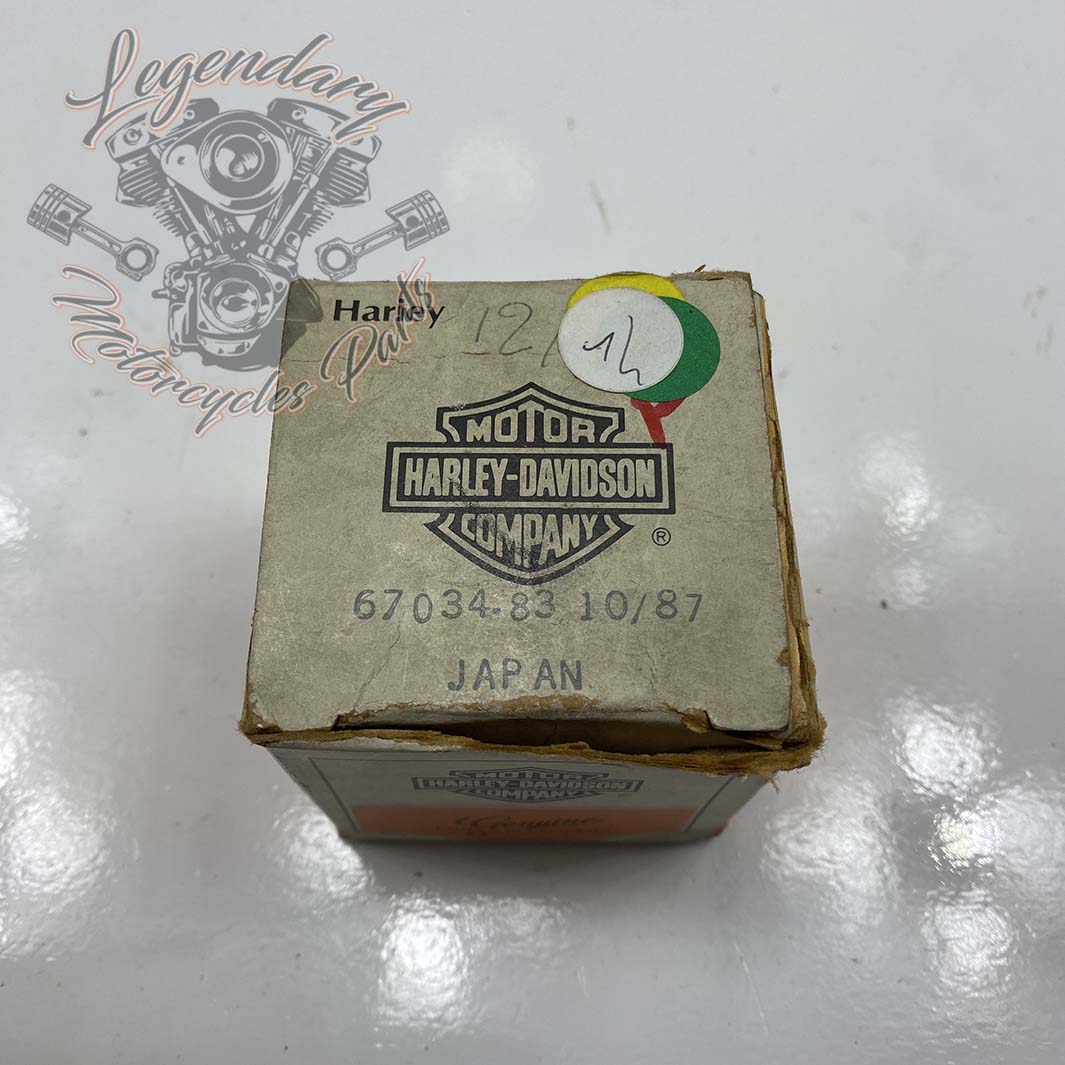 Legendary
Motorcycles Parts
Harley
12/
14
MOTOR
HARLEY-DAVIDSON
COMPANY
®
67034-83 10/87
JAPAN
MOTOR
HARLEY-DAVIDSON
COMPANY
®
Genuine